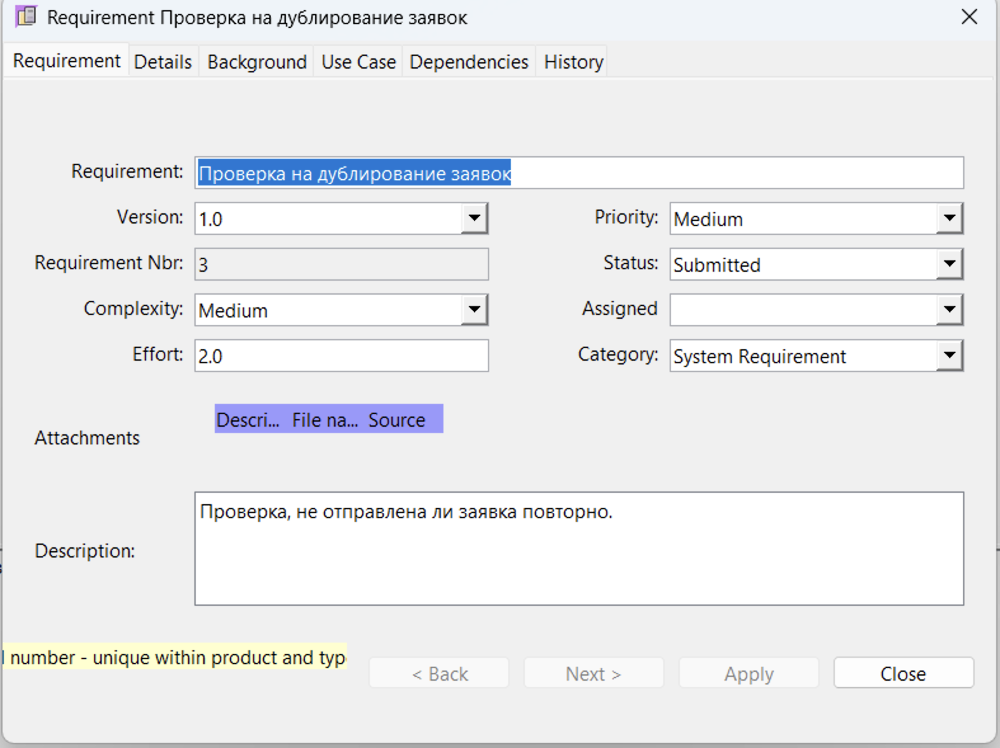 Requirement Проверка на дублирование заявок
Requirement Details Background Use Case Dependencies History
Requirement: Проверка на дублирование заявок
Version: 1.0 Priority: Medium
Requirement Nbr: 3 Status: Submitted
Complexity: Medium Assigned
Effort: 2.0 Category: System Requirement
Descri... File na... Source
Attachments
Проверка, не отправлена ли заявка повторно.
Description:
number - unique within product and typ
< Back Next > Apply Close